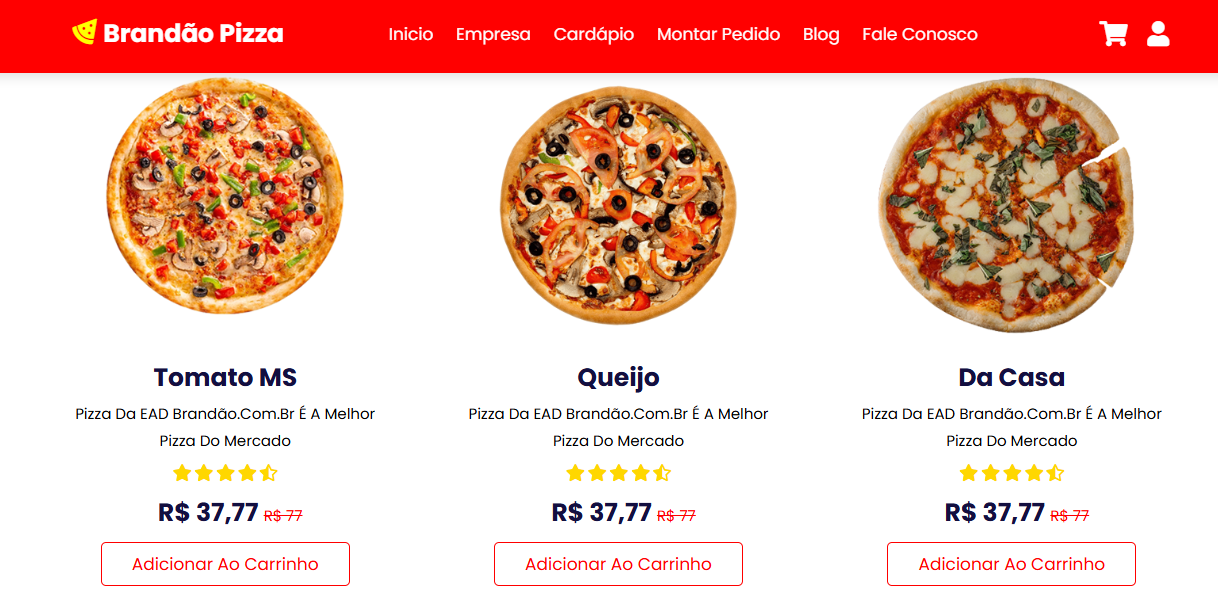 Brandão Pizza
Inicio Empresa Cardápio Montar Pedido Blog Fale Conosco
Tomato MS
Pizza Da EAD Brandão.Com.Br É A Melhor
Pizza Do Mercado
R$ 37,77 R$ 77
Adicionar Ao Carrinho
Queijo
Pizza Da EAD Brandão.Com.Br É A Melhor
Pizza Do Mercado
R$ 37,77 R$ 77
Adicionar Ao Carrinho
Da Casa
Pizza Da EAD Brandão.Com.Br É A Melhor
Pizza Do Mercado
R$ 37,77 R$ 77
Adicionar Ao Carrinho